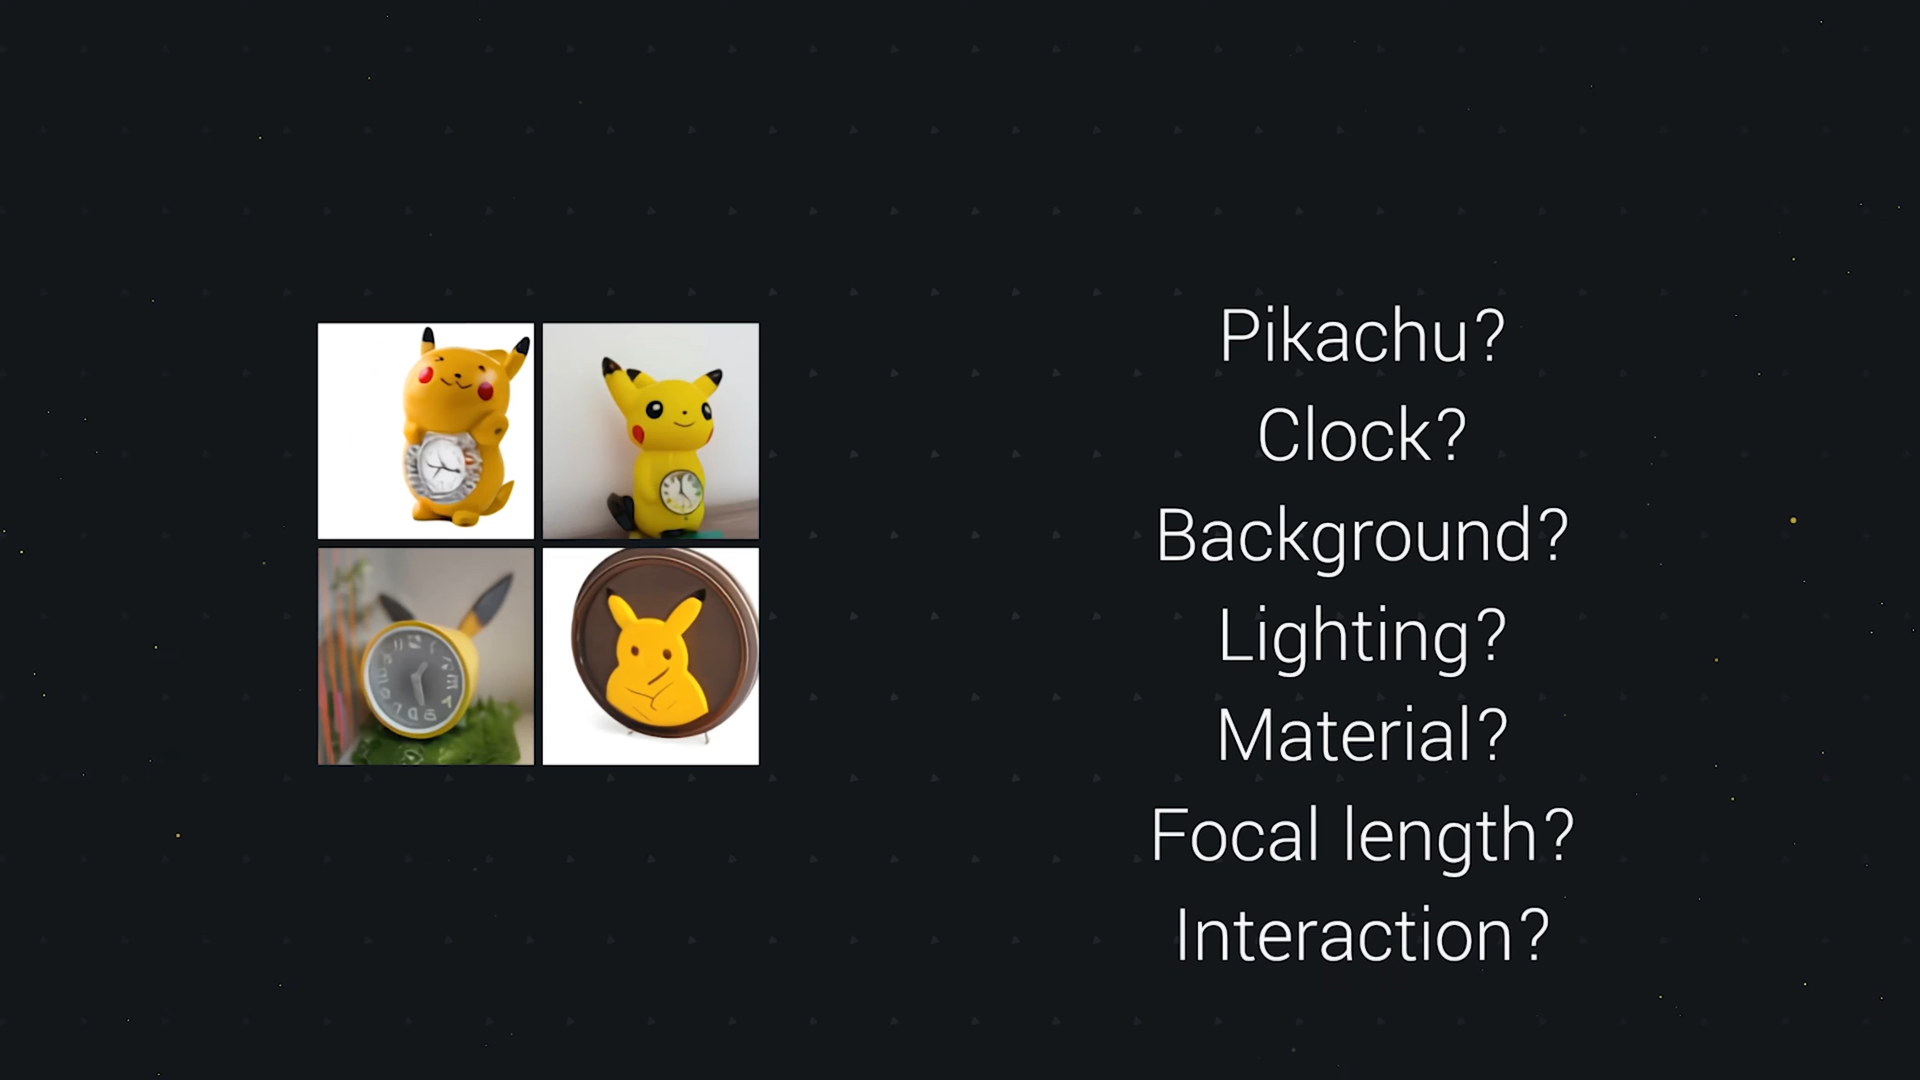 Pikachu?
Clock?
Background?
Lighting?
Material?
Focal length?
Interaction?